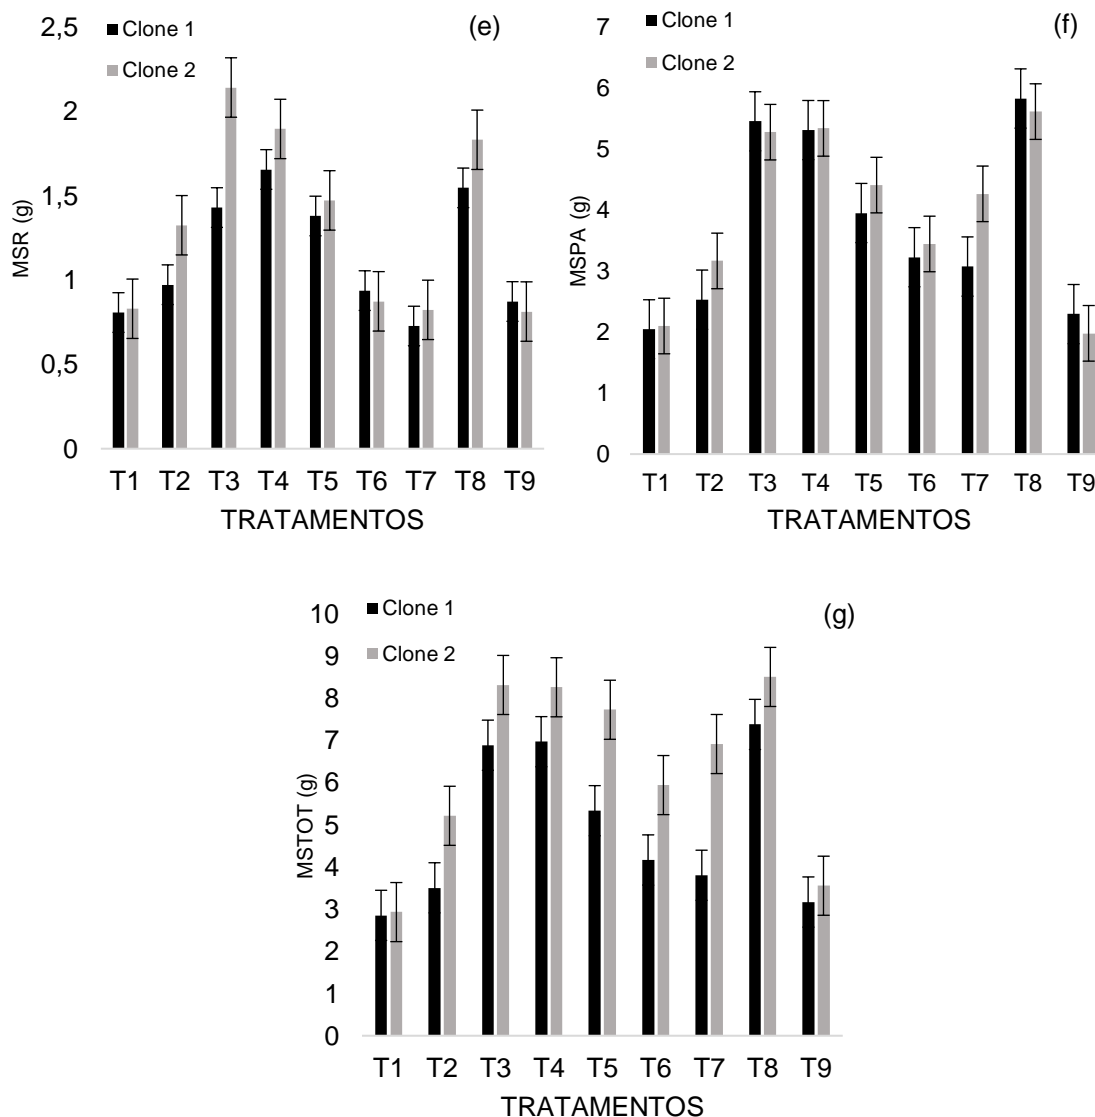 (e)
Clone 1
Clone 2
2,5
2
1,5
1
0,5
0
MSR (g)
T1 T2 T3 T4 T5 T6 T7 T8 T9
TRATAMENTOS
(f)
Clone 1
Clone 2
7
6
5
4
3
2
1
0
MSPA (g)
T1 T2 T3 T4 T5 T6 T7 T8 T9
TRATAMENTOS
(g)
Clone 1
Clone 2
10
9
8
7
6
5
4
3
2
1
0
MSTOT (g)
T1 T2 T3 T4 T5 T6 T7 T8 T9
TRATAMENTOS